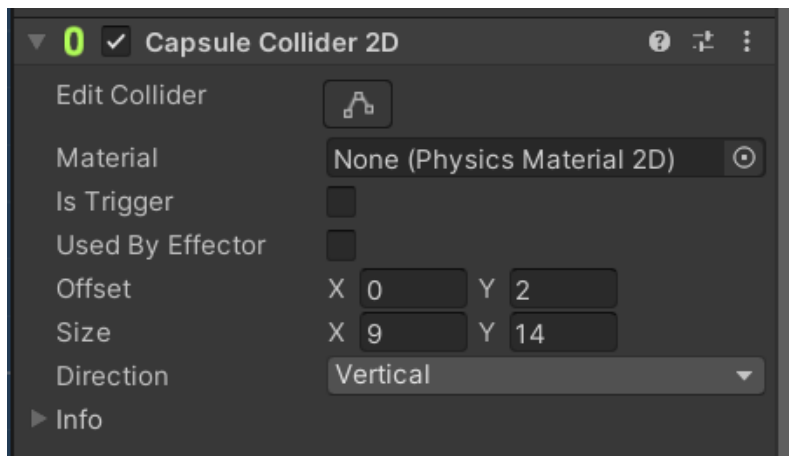 Capsule Collider 2D
Edit Collider
Material None (Physics Material 2D)
Is Trigger
Used By Effector
Offset X 0 Y 2
Size X 9 Y 14
Direction Vertical
Info